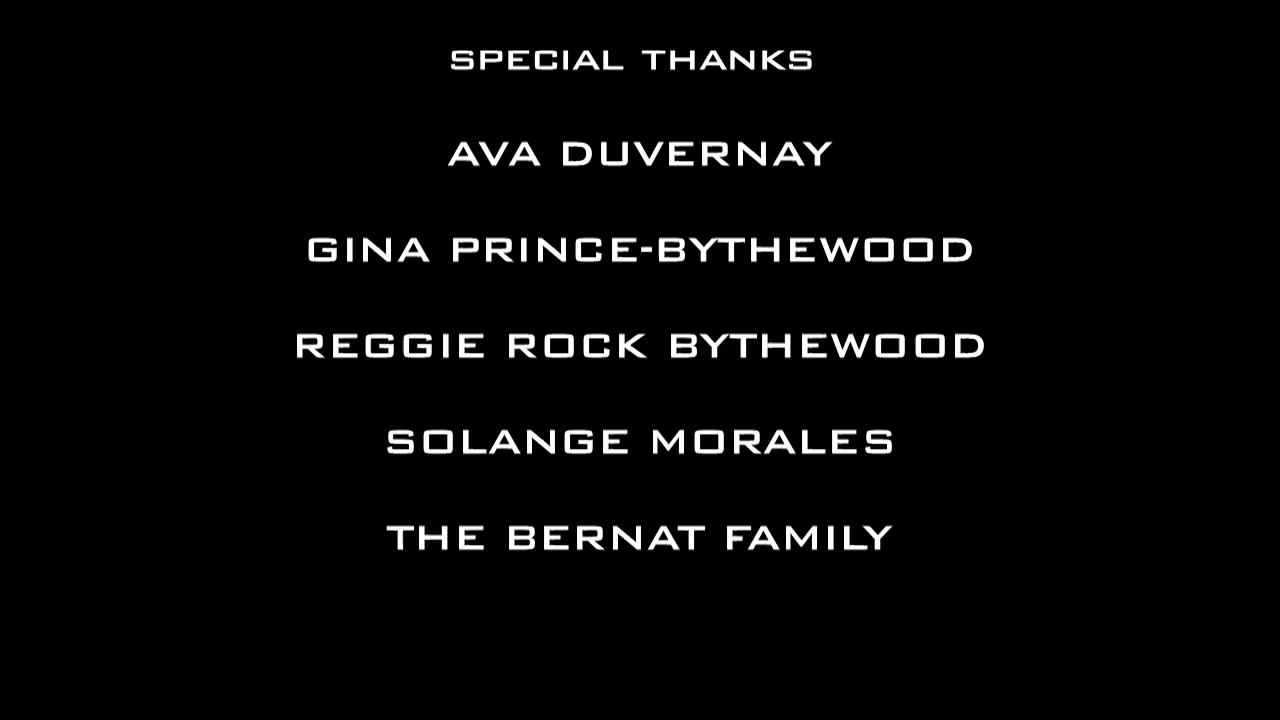 SPECIAL THANKS
AVA DUVERNAY
GINA PRINCE-BYTHEWOOD
REGGIE ROCK BYTHEWOOD
SOLANGE MORALES
THE BERNAT FAMILY